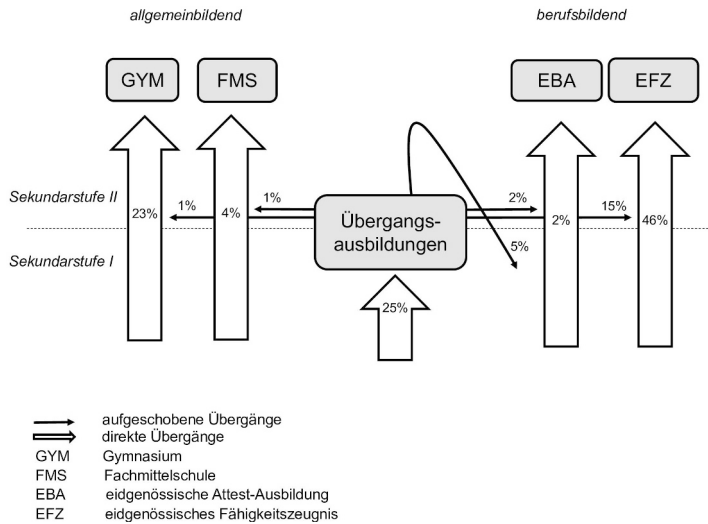 allgemeinbildend
berufsbildend
GYM
FMS
EBA
EFZ
Sekundarstufe II
23%
1%
4%
1%
Übergangs-
ausbildungen
2%
2%
15%
46%
Sekundarstufe I
5%
25%
aufgeschobene Übergänge
direkte Übergänge
GYM Gymnasium
FMS Fachmittelschule
EBA eidgenössische Attest-Ausbildung
EFZ eidgenössisches Fähigkeitszeugnis